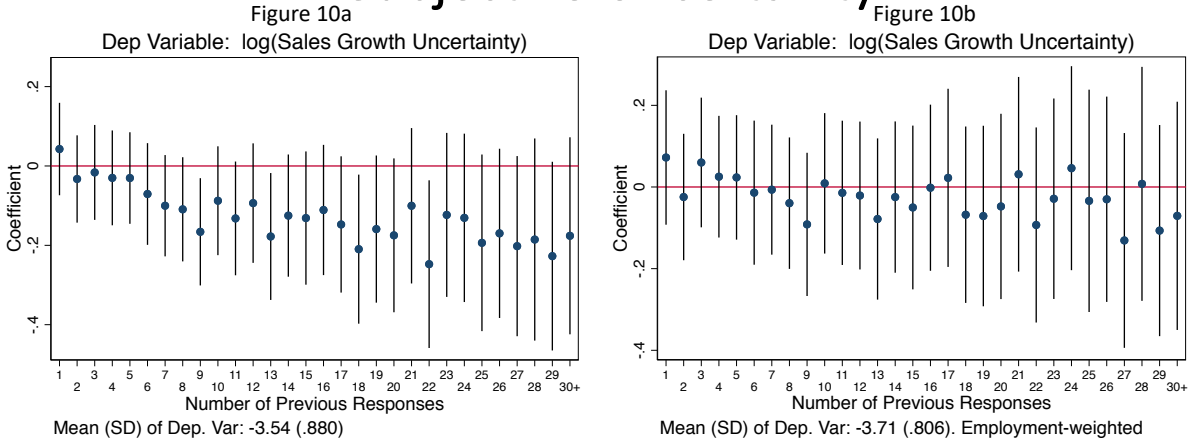 Figure 10a
Dep Variable: log(Sales Growth Uncertainty)
.2
0
-.2
-.4
Coefficient
1 3 5 7 9 11 13 15 17 19 21 23 25 27 29
2 4 6 8 10 12 14 16 18 20 22 24 26 28 30+
Number of Previous Responses
Mean (SD) of Dep. Var: -3.54 (.880)
Figure 10b
Dep Variable: log(Sales Growth Uncertainty)
.2
0
-.2
-.4
Coefficient
1 3 5 7 9 11 13 15 17 19 21 23 25 27 29
2 4 6 8 10 12 14 16 18 20 22 24 26 28 30+
Number of Previous Responses
Mean (SD) of Dep. Var: -3.71 (.806). Employment-weighted